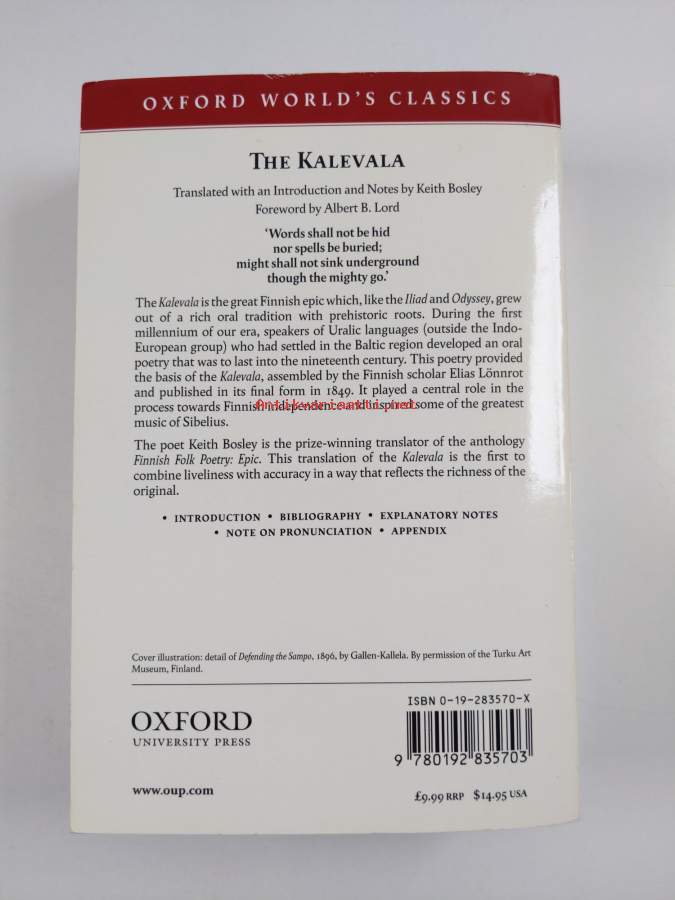 OXFORD WORLD'S CLASSICS
THE KALEVALA
Translated with an Introduction and Notes by Keith Bosley
Foreword by Albert B. Lord
‘Words shall not be hid
nor spells be buried;
might shall not sink underground
though the mighty go.’
The Kalevala is the great Finnish epic which, like the Iliad and Odyssey, grew
out of a rich oral tradition with prehistoric roots. During the first
millennium of our era, speakers of Uralic languages (outside the Indo-
European group) who had settled in the Baltic region developed an oral
poetry that was to last into the nineteenth century. This poetry provided
the basis of the Kalevala, assembled by the Finnish scholar Elias Lönnrot
and published in its final form in 1849. It played a central role in the
process towards Finnish independence and inspired some of the greatest
music of Sibelius.
The poet Keith Bosley is the prize-winning translator of the anthology
Finnish Folk Poetry: Epic. This translation of the Kalevala is the first to
combine liveliness with accuracy in a way that reflects the richness of the
original.
• INTRODUCTION • BIBLIOGRAPHY • EXPLANATORY NOTES
• NOTE ON PRONUNCIATION • APPENDIX
Cover illustration: detail of Defending the Sampo, 1896, by Gallen-Kallela. By permission of the Turku Art
Museum, Finland.
OXFORD
UNIVERSITY PRESS
www.oup.com
ISBN 0-19-283570-X
9 780192 835703
£9.99 RRP $14.95 USA